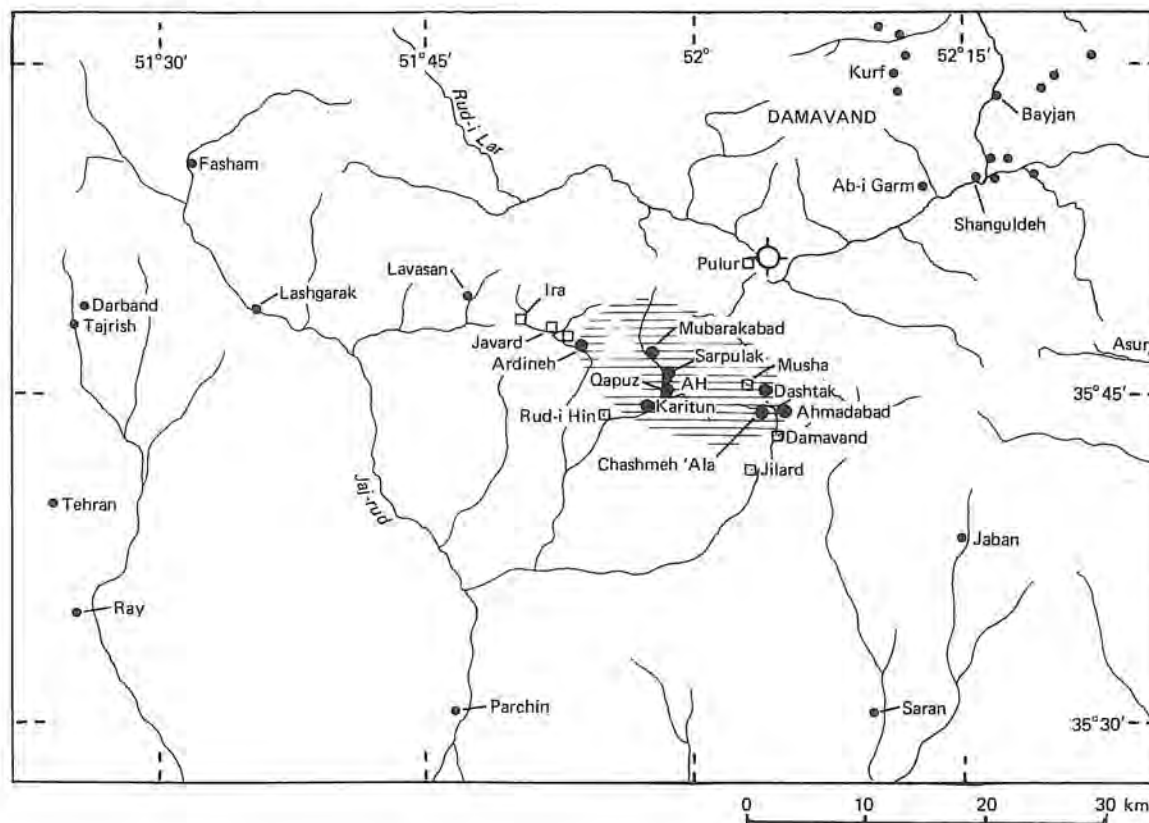 51°30′
51°45′
52°
52°15′
Kurf
Rud-i Lar
Bayjan
DAMAVAND
Fasham
Ab-i Garm
Shanguldeh
Pulur
Lavasan
Ira
Darband
Lashgarak
Tajrish
Mubarakabad
Javard
Asur
Ardineh
Sarpulak
Musha
Qapuz
AH
Dashtak
35°45′
Karitun
Ahmadabad
Rud-i Hin
Damavand
Chashmeh 'Ala
Jilard
Jaj-rud
Tehran
Jaban
Ray
Parchin
Saran
35°30′
0 10 20 30 km